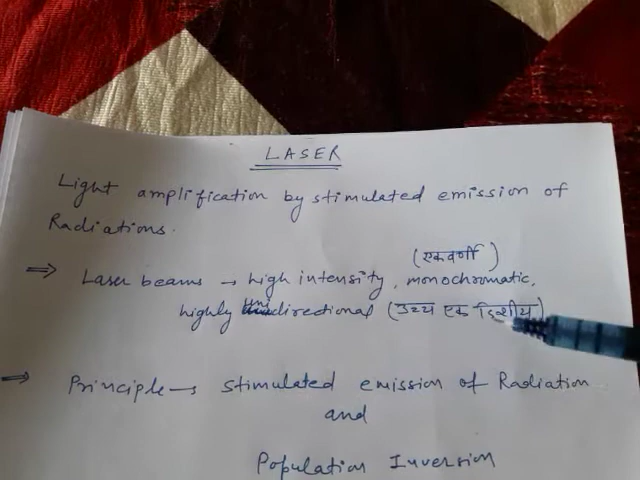 LASER
Light amplification by stimulated emission of
Radiations.
(एकवर्णी)
⇒ Laser beams → high intensity, monochromatic,
highly Unidirectional (उच्च एक दिशीय)
⇒ Principle → Stimulated emission of Radiation
and
Population Inversion